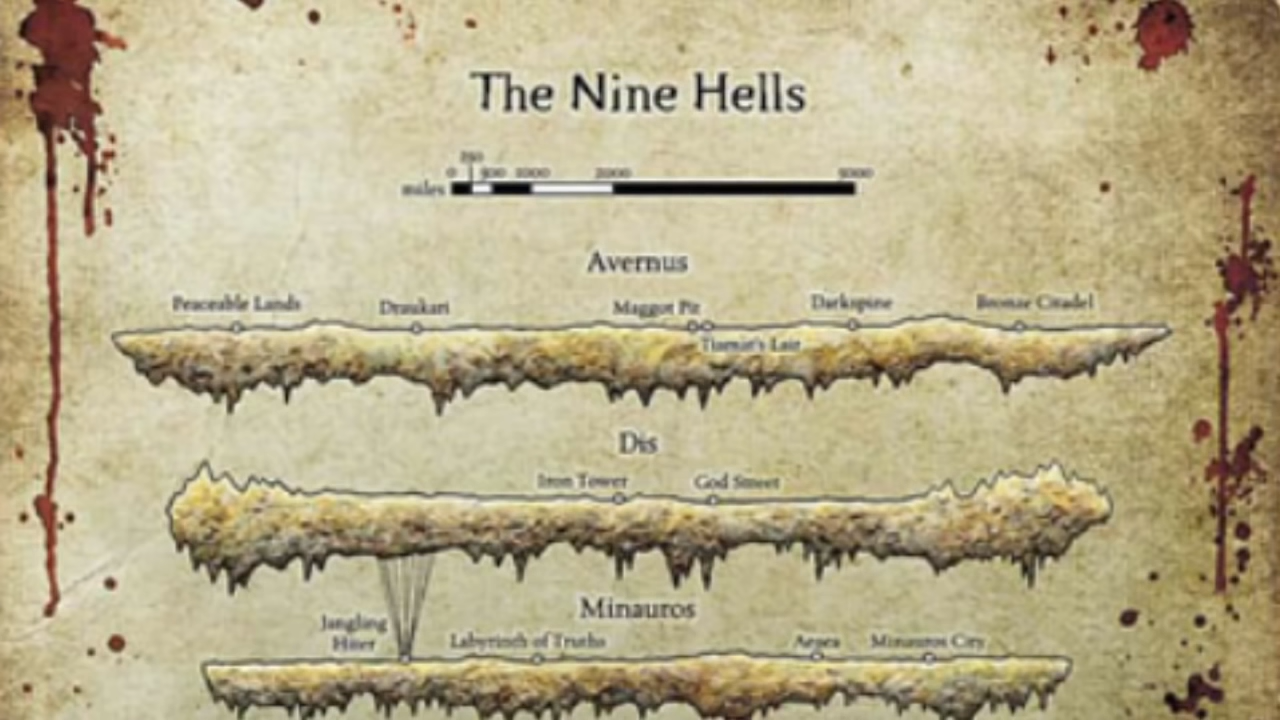 The Nine Hells
250
0 500 1000 2000 5000
miles
Avernus
Peaceable Lands Draukari Maggot Pit Darkspine Bronze Citadel
Tiamat's Lair
Dis
Iron Tower God Street
Minauros
Jangling
Hiter Labyrinth of Truths Aeaea Minauros City